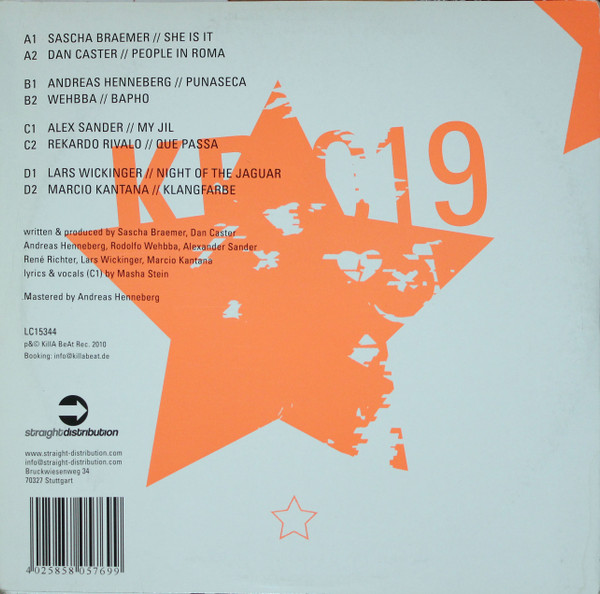 A1 SASCHA BRAEMER // SHE IS IT
A2 DAN CASTER // PEOPLE IN ROMA
B1 ANDREAS HENNEBERG // PUNASECA
B2 WEHBBA // BAPHO
C1 ALEX SANDER // MY JIL
C2 REKARDO RIVALO // QUE PASSA
D1 LARS WICKINGER // NIGHT OF THE JAGUAR
D2 MARCIO KANTANA // KLANGFARBE
written & produced by Sascha Braemer, Dan Caster
Andreas Henneberg, Rodolfo Wehbba, Alexander Sander
René Richter, Lars Wickinger, Marcio Kantana
lyrics & vocals (C1) by Masha Stein
Mastered by Andreas Henneberg
LC15344
p&© KillA BeAt Rec. 2010
Booking: info@killabeat.de
straightdistribution
www.straight-distribution.com
info@straight-distribution.com
Bruckwiesenweg 34
70327 Stuttgart
4 025858 057699